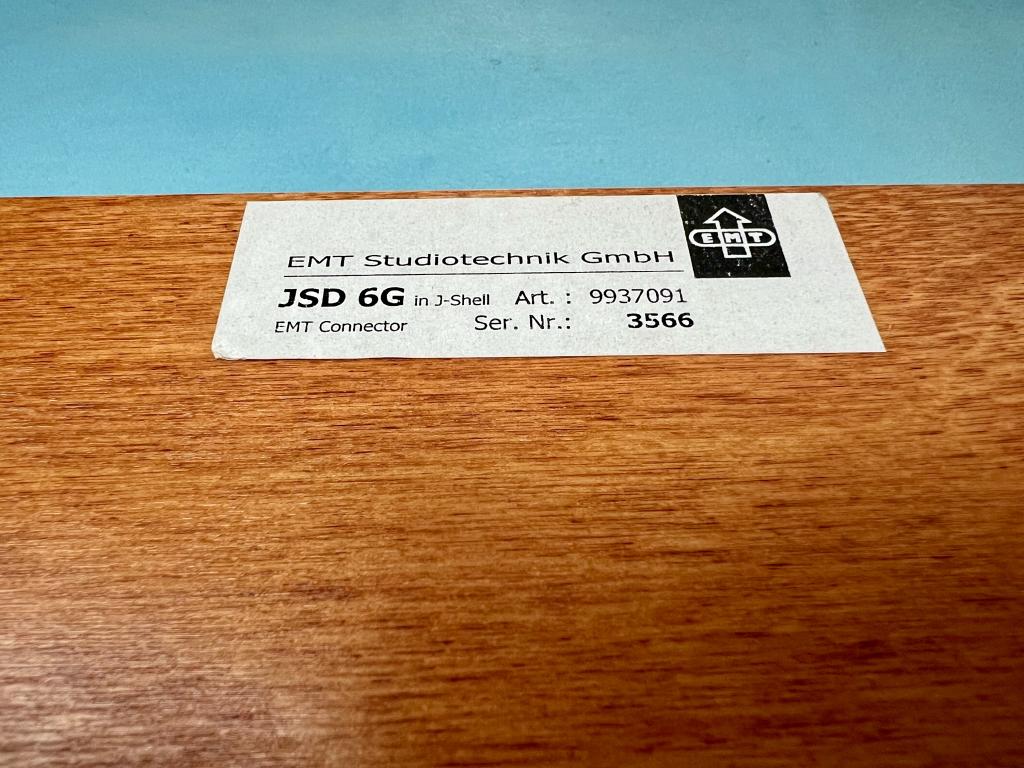 EMT
EMT Studiotechnik GmbH
JSD 6G in J-Shell Art. : 9937091
EMT Connector Ser. Nr.: 3566